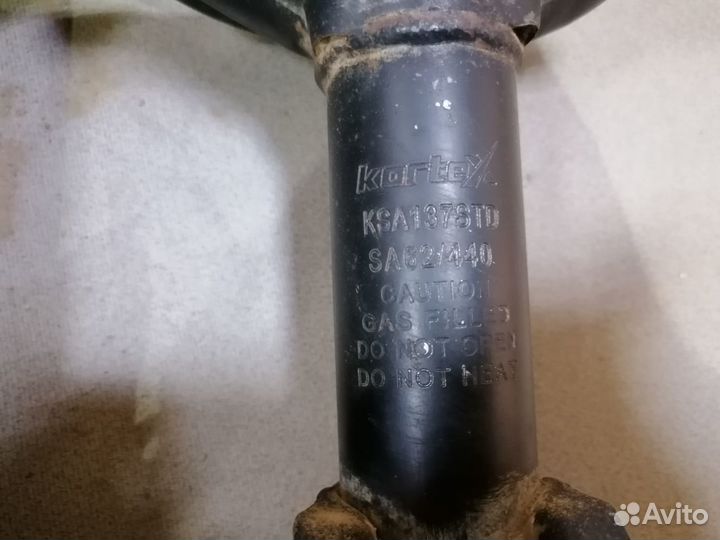 kortex
KSA137STD
SA62/440
CAUTION
GAS FILLED
DO NOT OPEN
DO NOT HEAT
Avito